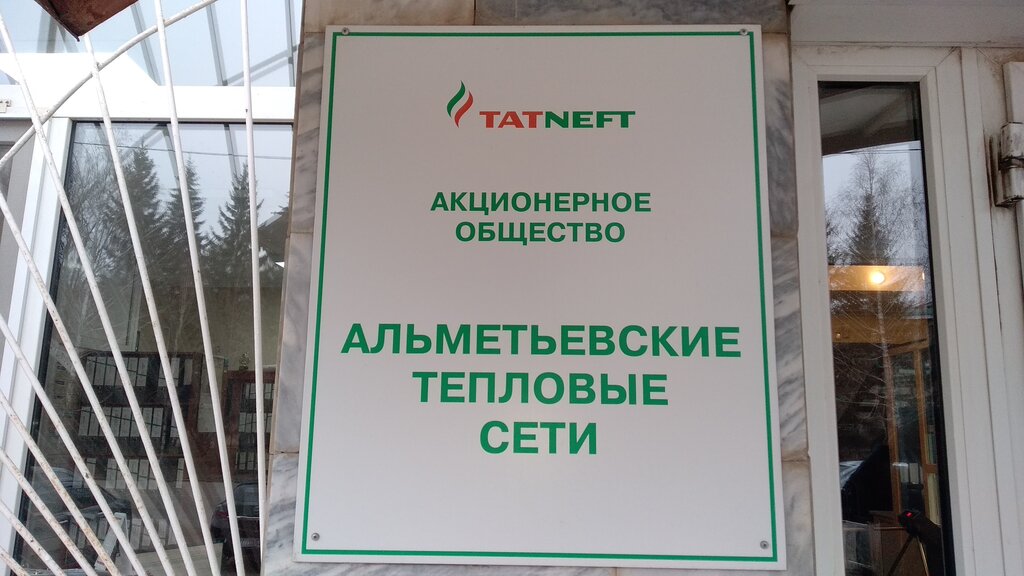 TATNEFT
АКЦИОНЕРНОЕ
ОБЩЕСТВО
АЛЬМЕТЬЕВСКИЕ
ТЕПЛОВЫЕ
СЕТИ